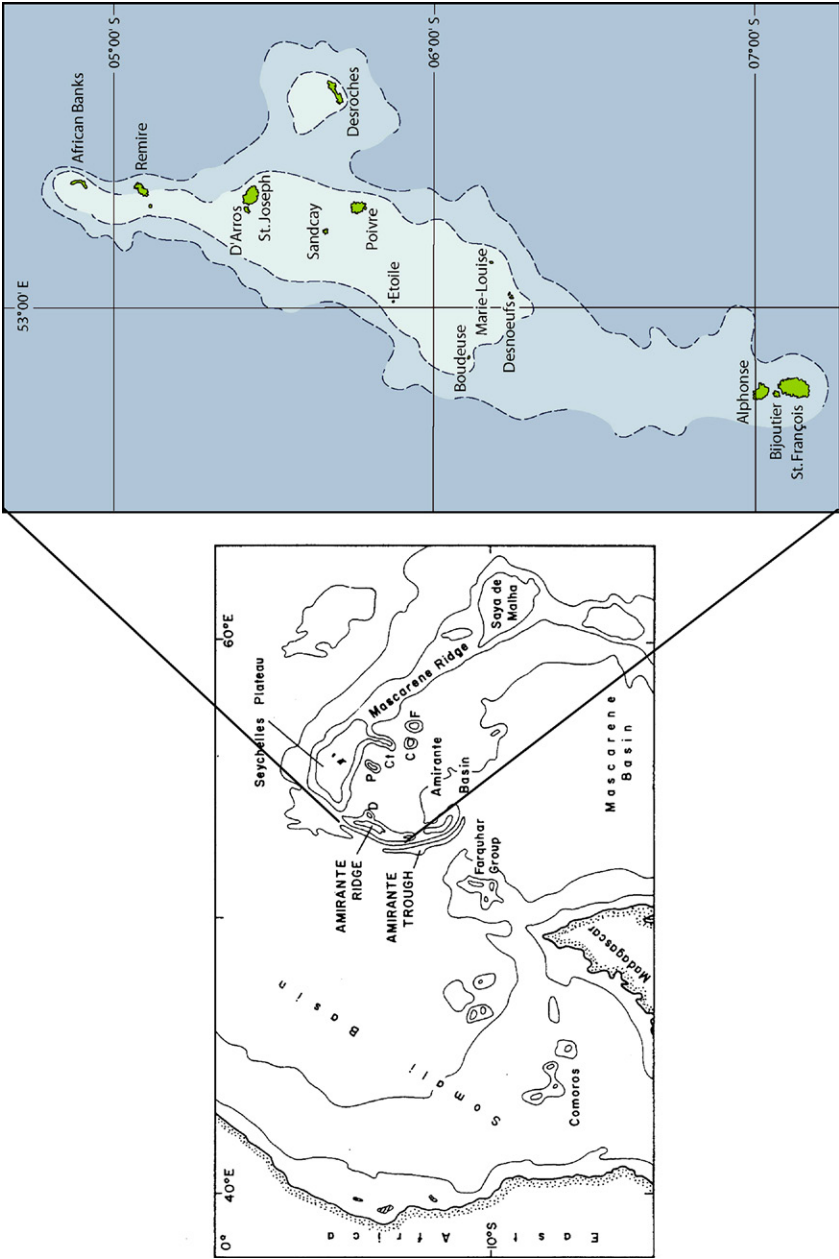 05°00' S
06°00' S
07°00' S
53°00' E
African Banks
Remire
D'Arros
St.Joseph
Sandcay
Poivre
Desroches
Etoile
Boudeuse
Marie-Louise
Desnoeufs
Alphonse
Bijoutier
St.François
60°E
40°E
0°
-10°S
Seychelles Plateau
Mascarene Ridge
Saya de
Malha
AMIRANTE
RIDGE
AMIRANTE
TROUGH
D
P
Ct
C
F
Amirante
Basin
Mascarene
Basin
Farquhar
Group
Madagascar
Somali Basin
Comoros
East Africa